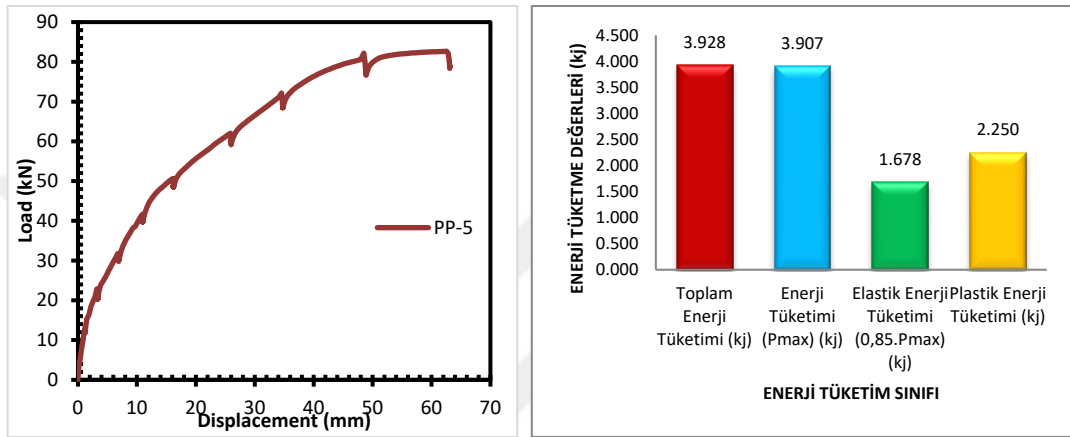 90
80
70
60
50
40
30
20
10
0
Load (kN)
0 10 20 30 40 50 60 70
Displacement (mm)
PP-5
ENERJİ TÜKETME DEĞERLERİ (kj)
4.500
4.000
3.500
3.000
2.500
2.000
1.500
1.000
0.500
0.000
3.928
3.907
1.678
2.250
Toplam
Enerji
Tüketimi (kj)
Enerji
Tüketimi
(Pmax) (kj)
Elastik Enerji
Tüketimi
(0,85.Pmax)
(kj)
Plastik Enerji
Tüketimi (kj)
ENERJİ TÜKETİM SINIFI